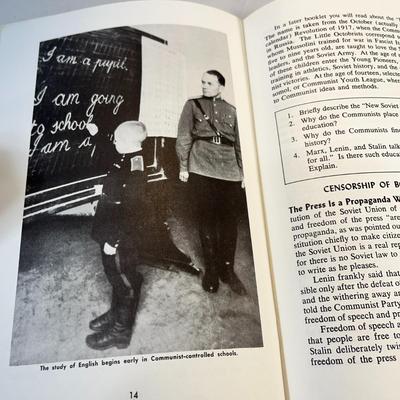 I am a pupil.
I am going
to school
I am a
The study of English begins early in Communist-controlled schools.
14
In a later booklet you will read about the "
The name is taken from the October (actually
calendar) Revolution of 1917, when the Comm
in Russia. The Little Octobrists correspond
whom Mussolini trained for war in Fascist I
five to nine years old, are taught to love the
leaders, and the Soviet Army. At the age
of these children enter the Young Pioneers,
training in athletics, Soviet history, and the
nist victories. At the age of fourteen, select
somol, or Communist Youth League, whe
to Communist ideas and methods.
1. Briefly describe the "New Soviet
2. Why do the Communists place
education?
3. Why do the Communists find
history?
4. Marx, Lenin, and Stalin talk
for all." Is there such educat
Explain.
CENSORSHIP OF B
The Press Is a Propaganda W
tution of the Soviet Union of
and freedom of the press "are
propaganda, as was pointed ou
stitution chiefly to make citizen
the Soviet Union is a real rep
for there is no Soviet law to
to write as he pleases.
Lenin frankly said that
sible only after the defeat of
and the withering away an
told the Communist Party
freedom of speech and pr
Freedom of speech a
that people are free to
Stalin deliberately twis
freedom of the press